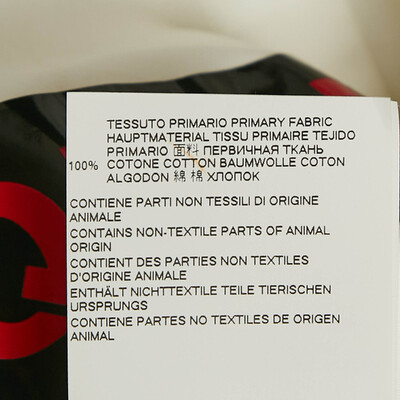 TESSUTO PRIMARIO PRIMARY FABRIC
HAUPTMATERIAL TISSU PRIMAIRE TEJIDO
PRIMARIO 面料 ПЕРВИЧНАЯ ТКАНЬ
100% COTONE COTTON BAUMWOLLE COTON
ALGODON 綿 棉 ХЛОПОК
CONTIENE PARTI NON TESSILI DI ORIGINE
ANIMALE
CONTAINS NON-TEXTILE PARTS OF ANIMAL
ORIGIN
CONTIENT DES PARTIES NON TEXTILES
D'ORIGINE ANIMALE
ENTHÄLT NICHTTEXTILE TEILE TIERISCHEN
URSPRUNGS
CONTIENE PARTES NO TEXTILES DE ORIGEN
ANIMAL